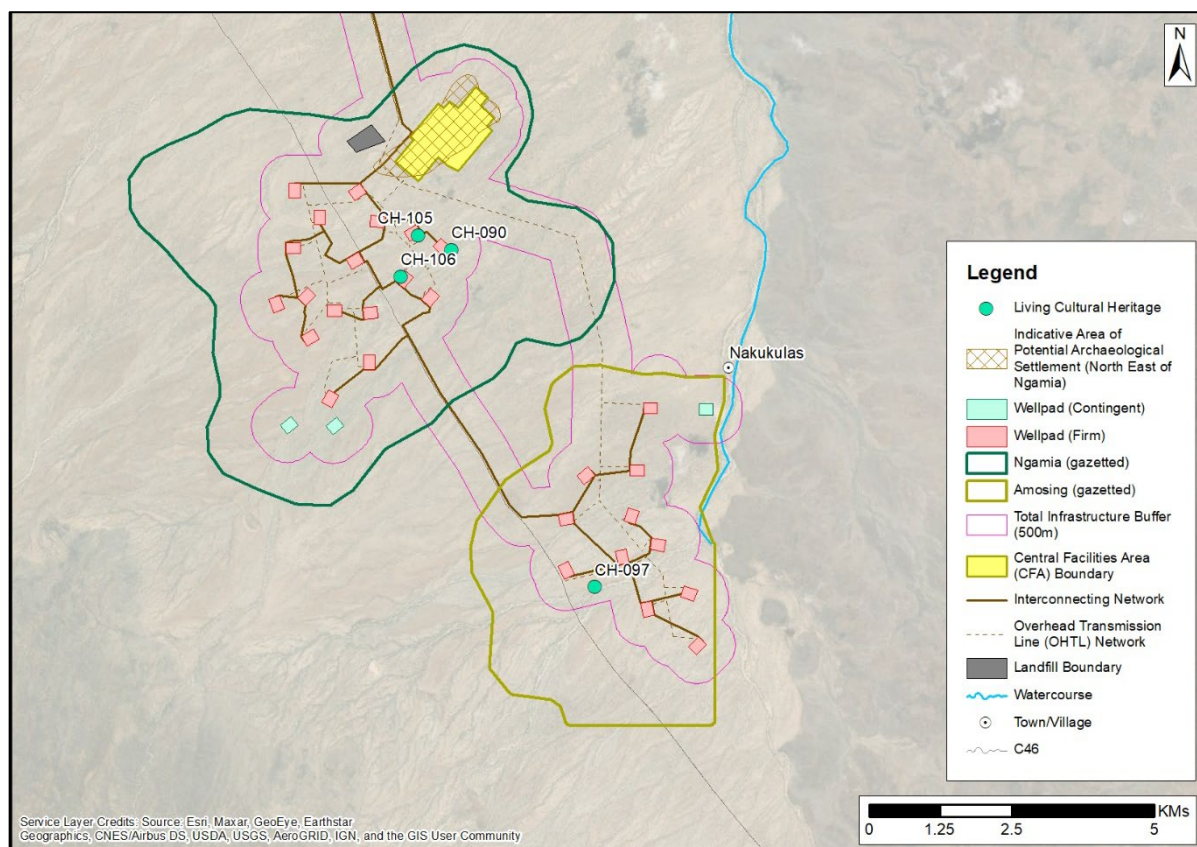 N
CH-105
CH-090
CH-106
Nakukulas
CH-097
Legend
Living Cultural Heritage
Indicative Area of
Potential Archaeological
Settlement (North East of
Ngamia)
Wellpad (Contingent)
Wellpad (Firm)
Ngamia (gazetted)
Amosing (gazetted)
Total Infrastructure Buffer
(500m)
Central Facilities Area
(CFA) Boundary
Interconnecting Network
Overhead Transmission
Line (OHTL) Network
Landfill Boundary
Watercourse
Town/Village
C46
KMs
0 1.25 2.5 5
Service Layer Credits: Source: Esri, Maxar, GeoEye, Earthstar
Geographics, CNES/Airbus DS, USDA, USGS, AeroGRID, IGN, and the GIS User Community